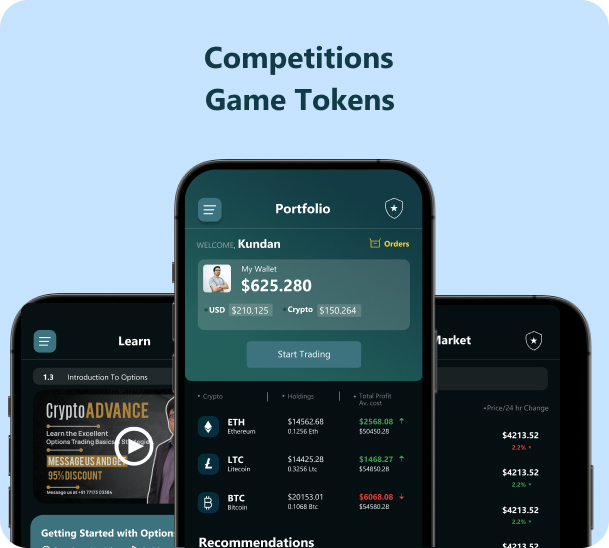 Competitions
Game Tokens
Portfolio
WELCOME, Kundan
Orders
My Wallet
$625.280
USD $210.125 Crypto $150.264
Start Trading
Crypto Holdings Total Profit
Av. cost
ETH $14562.68 $2568.08
Ethereum 0.1256 Eth $50450.28
LTC $14425.28 $1468.27
Litecoin 0.3256 Ltc $54850.28
BTC $20153.01 $6068.08
Bitcoin 0.1068 Btc $54580.28
Recommendations
Learn
1.3 Introduction To Options
CryptoADVANCE
Learn the Excellent
Options Trading Basics &
MESSAGE US AND GET
95% DISCOUNT
Message us at +91 77173 03384
Getting Started with Option
Market
Price/24 hr Change
$4213.52
2.2%
$4213.52
2.2%
$4213.52
2.2%
$4213.52